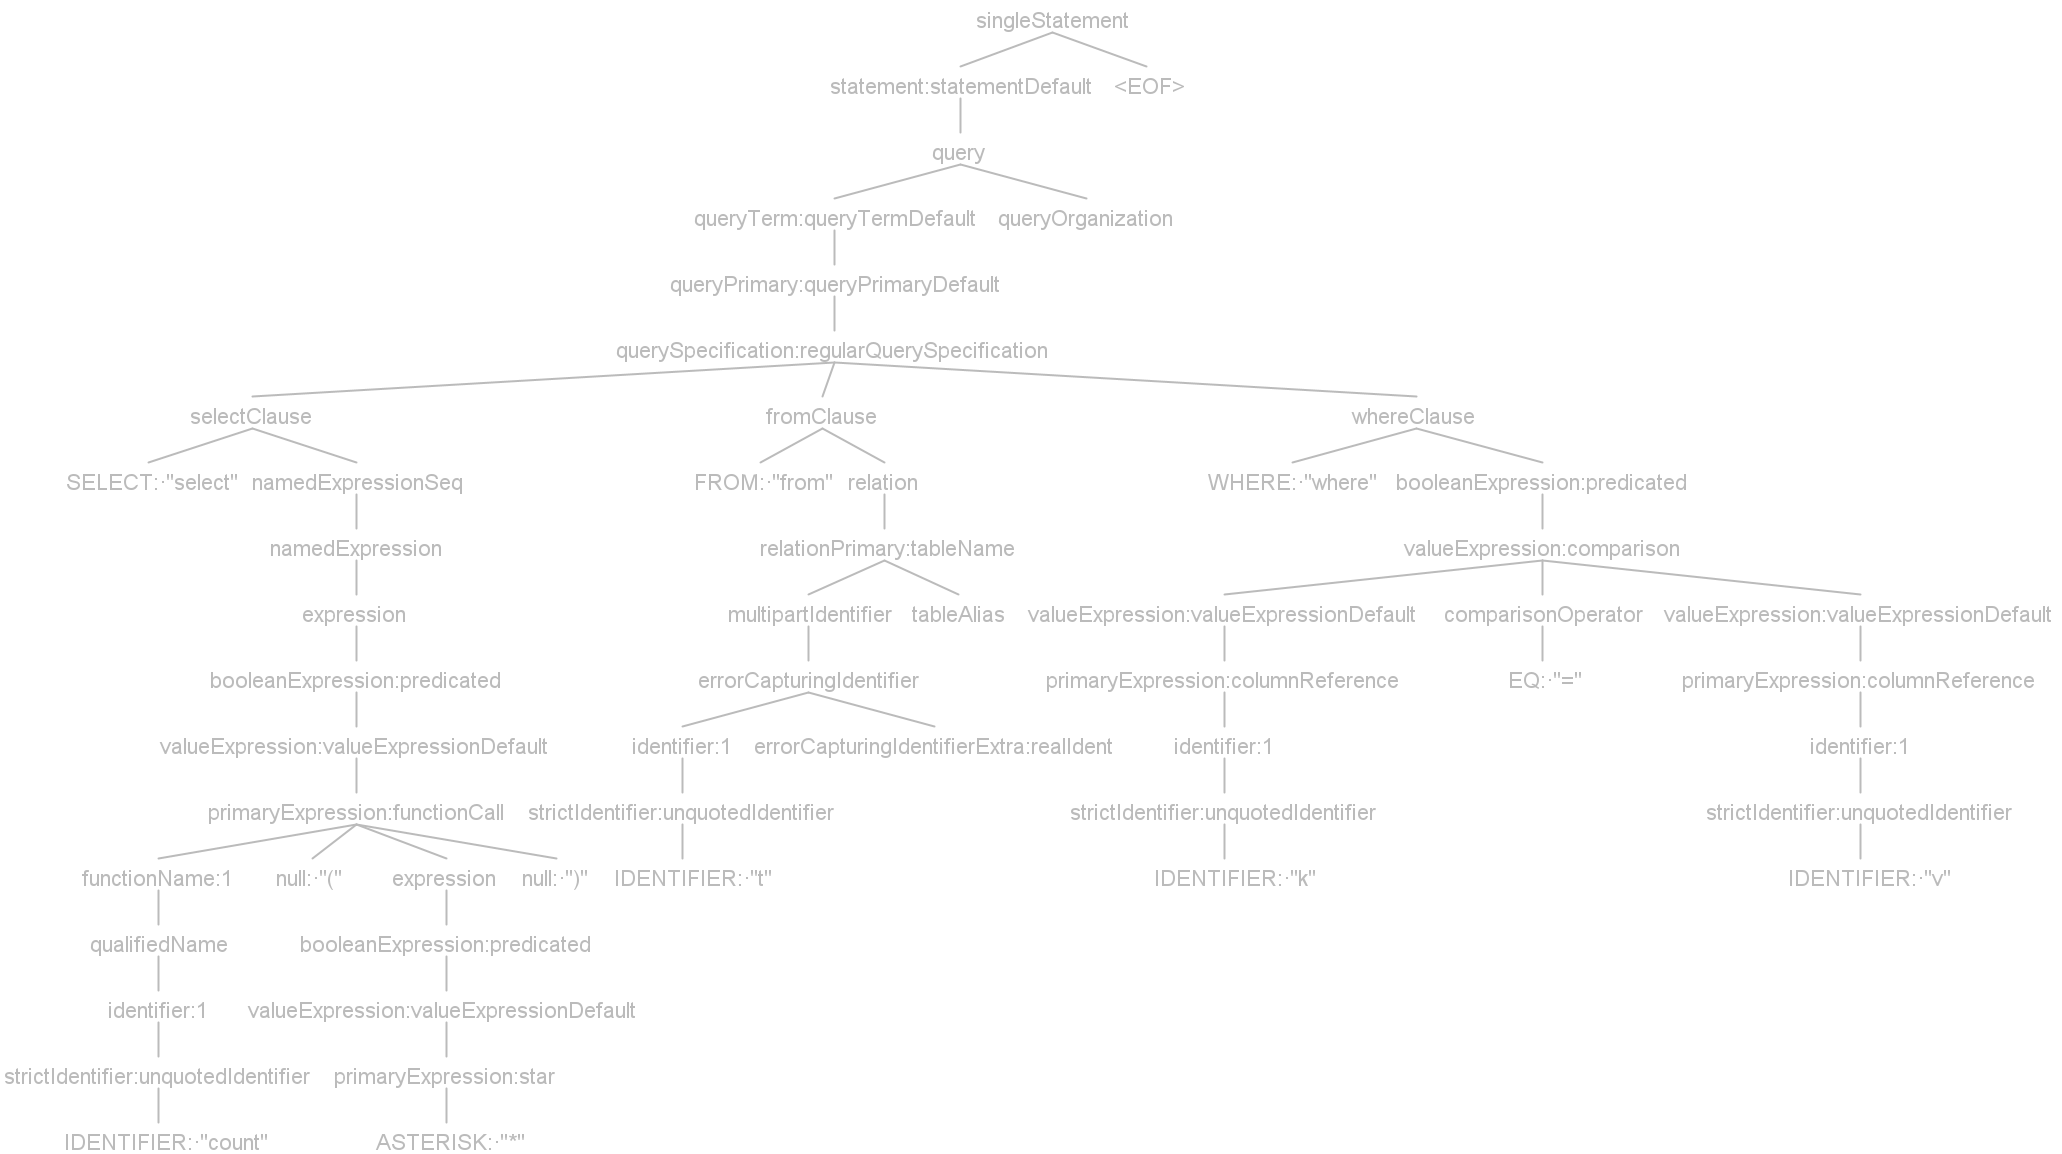 singleStatement
statement:statementDefault <EOF>
query
queryTerm:queryTermDefault queryOrganization
queryPrimary:queryPrimaryDefault
querySpecification:regularQuerySpecification
selectClause fromClause whereClause
SELECT:·"select" namedExpressionSeq FROM:·"from" relation WHERE:·"where" booleanExpression:predicated
namedExpression relationPrimary:tableName valueExpression:comparison
expression multipartIdentifier tableAlias valueExpression:valueExpressionDefault comparisonOperator valueExpression:valueExpressionDefault
booleanExpression:predicated errorCapturingIdentifier primaryExpression:columnReference EQ:·"=" primaryExpression:columnReference
valueExpression:valueExpressionDefault identifier:1 errorCapturingIdentifierExtra:realIdent identifier:1 identifier:1
primaryExpression:functionCall strictIdentifier:unquotedIdentifier strictIdentifier:unquotedIdentifier strictIdentifier:unquotedIdentifier
functionName:1 null:·"(" expression null:·")" IDENTIFIER:·"t" IDENTIFIER:·"k" IDENTIFIER:·"v"
qualifiedName booleanExpression:predicated
identifier:1 valueExpression:valueExpressionDefault
strictIdentifier:unquotedIdentifier primaryExpression:star
IDENTIFIER:·"count" ASTERISK:·"*"